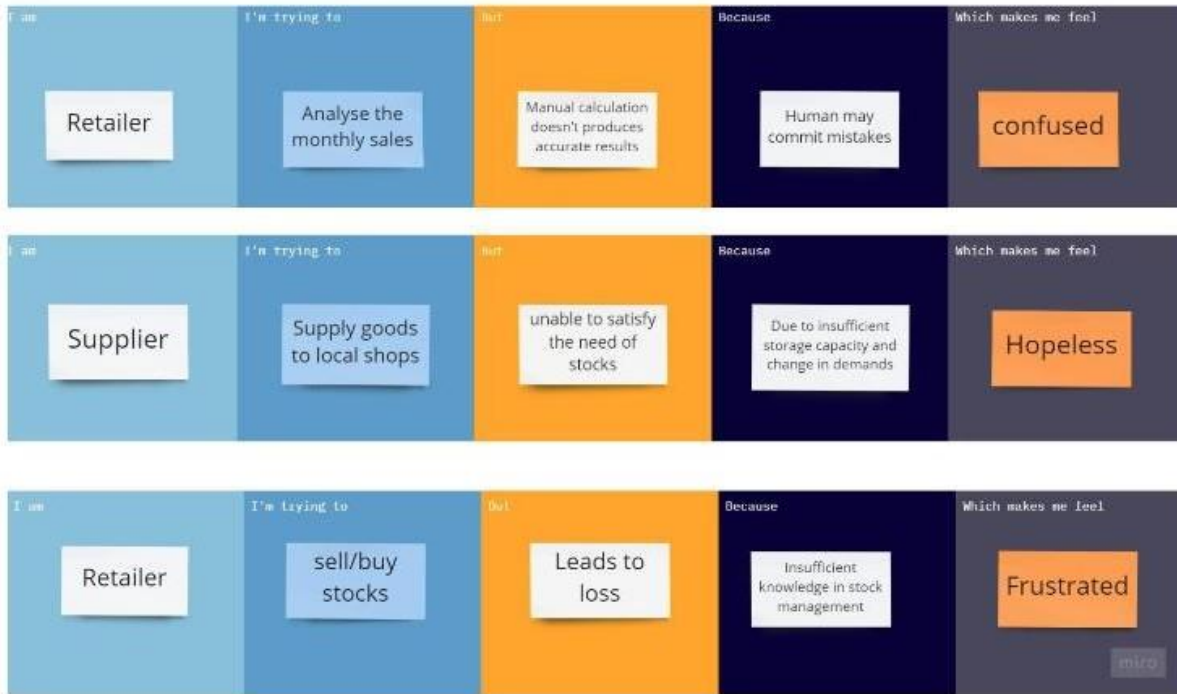 I am
I'm trying to
But
Because
Which makes me feel
Retailer
Analyse the
monthly sales
Manual calculation
doesn't produces
accurate results
Human may
commit mistakes
confused
I am
I'm trying to
But
Because
Which makes me feel
Supplier
Supply goods
to local shops
unable to satisfy
the need of
stocks
Due to insufficient
storage capacity and
change in demands
Hopeless
I am
I'm trying to
But
Because
Which makes me feel
Retailer
sell/buy
stocks
Leads to
loss
Insufficient
knowledge in stock
management
Frustrated
miro